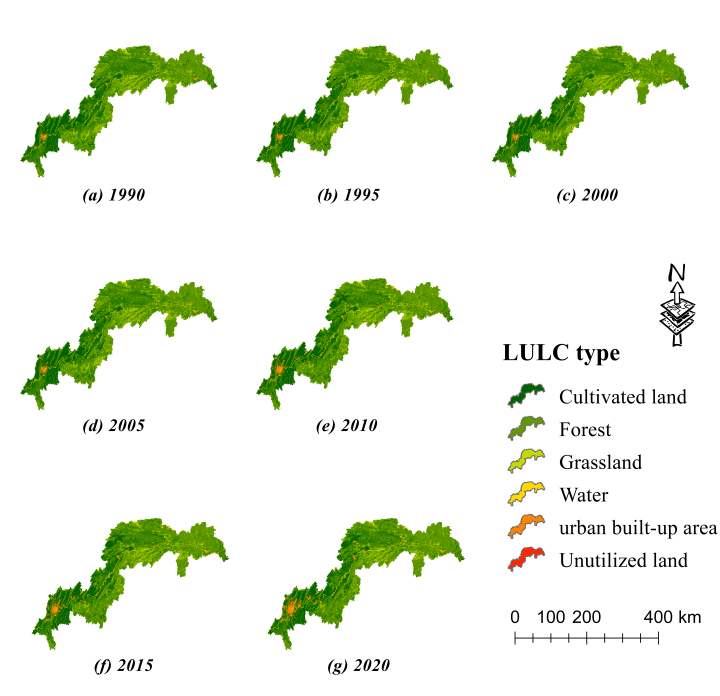 (a) 1990
(b) 1995
(c) 2000
N
LULC type
Cultivated land
Forest
Grassland
Water
urban built-up area
Unutilized land
(d) 2005
(e) 2010
0 100 200 400 km
(f) 2015
(g) 2020